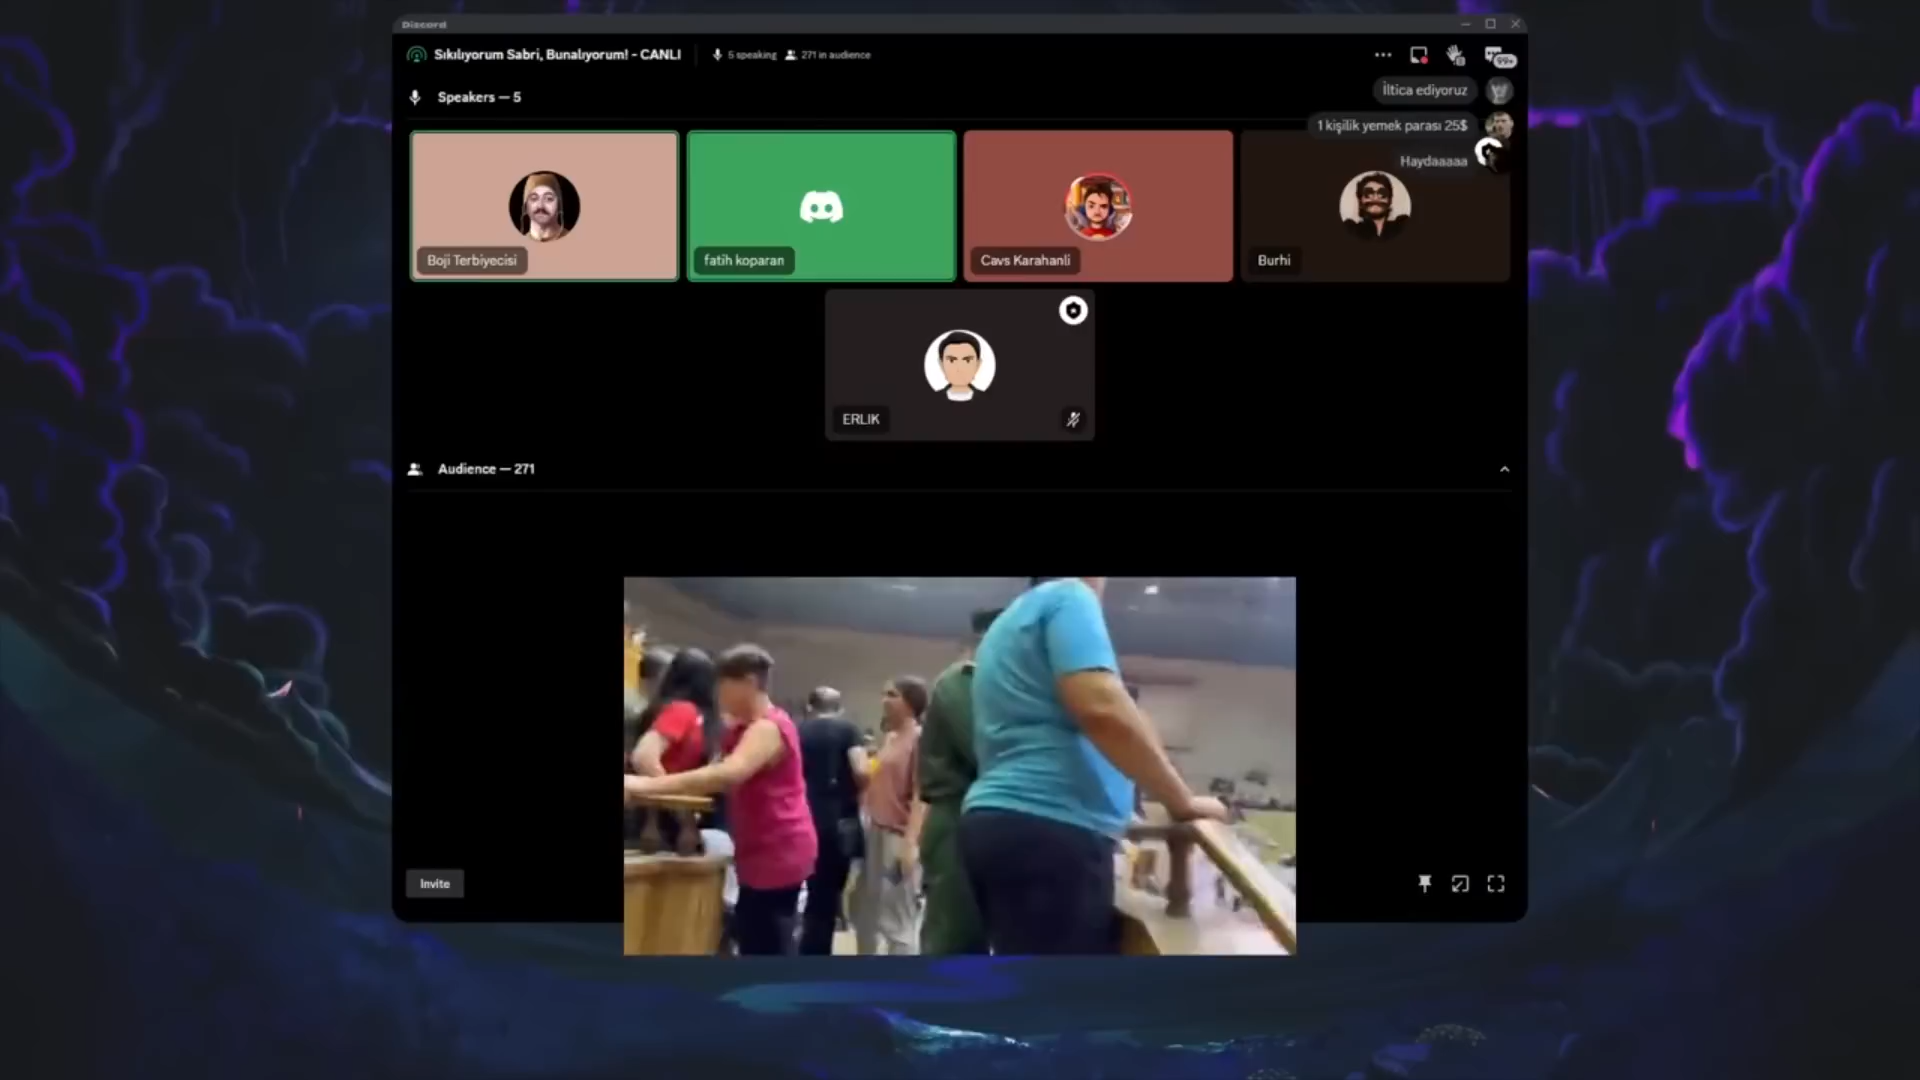 Discord
Sıkılıyorum Sabri, Bunalıyorum! - CANLI
5 speaking
271 in audience
99+
İltica ediyoruz
Speakers — 5
1 kişilik yemek parası 25$
Haydaaaaa
Boji Terbiyecisi
fatih koparan
Cavs Karahanli
Burhi
ERLIK
Audience — 271
Invite